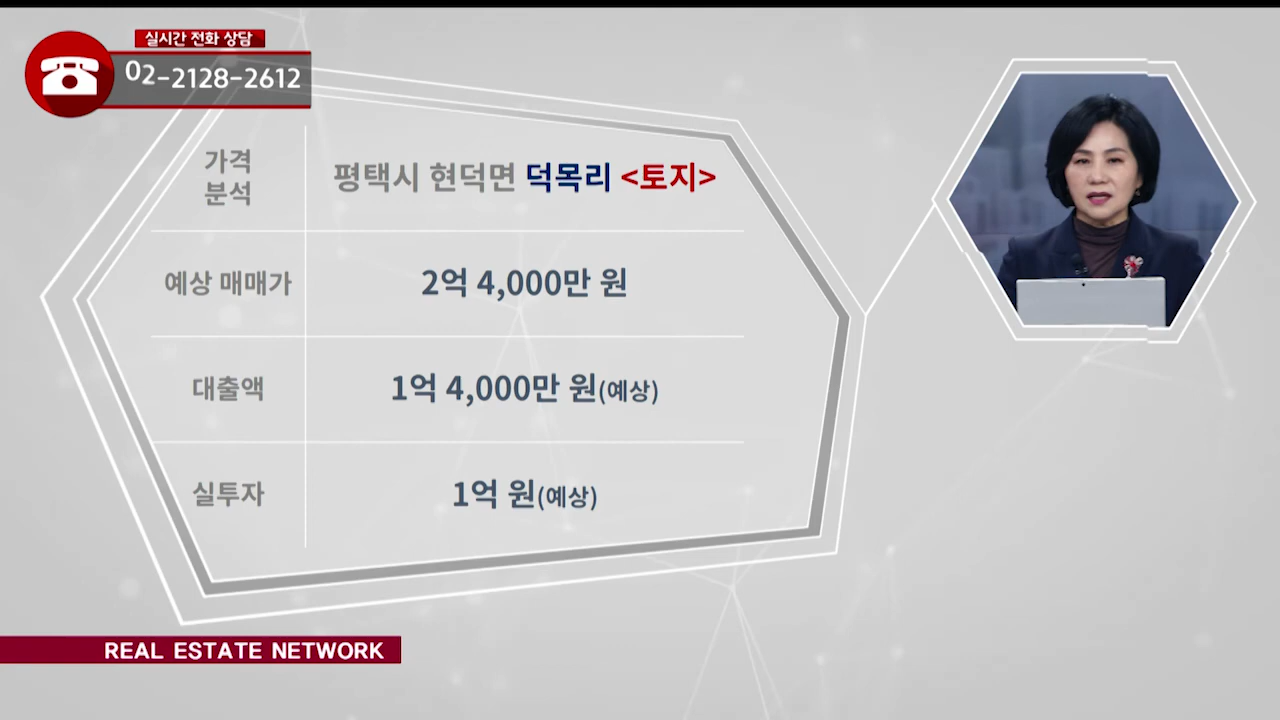 실시간 전화 상담
02-2128-2612
가격
분석
평택시 현덕면 덕목리 <토지>
예상 매매가
2억 4,000만 원
대출액
1억 4,000만 원(예상)
실투자
1억 원(예상)
REAL ESTATE NETWORK